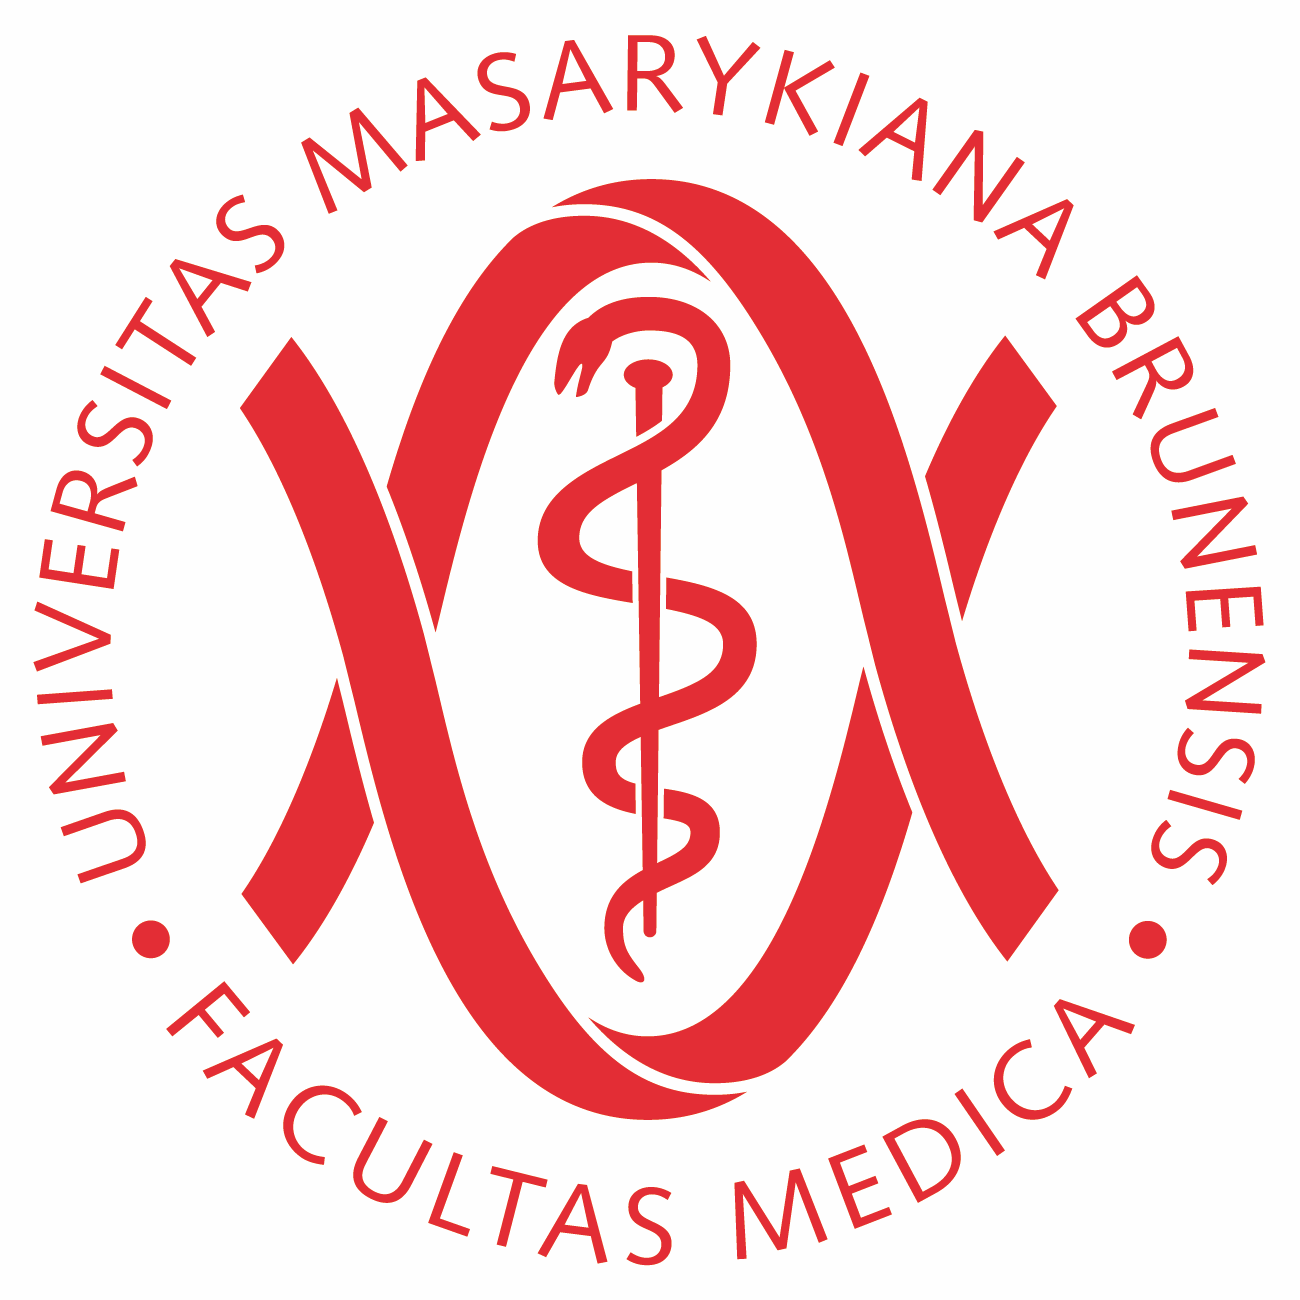 UNIVERSITAS MASARYKIANA BRUNENSIS
• FACULTAS MEDICA •